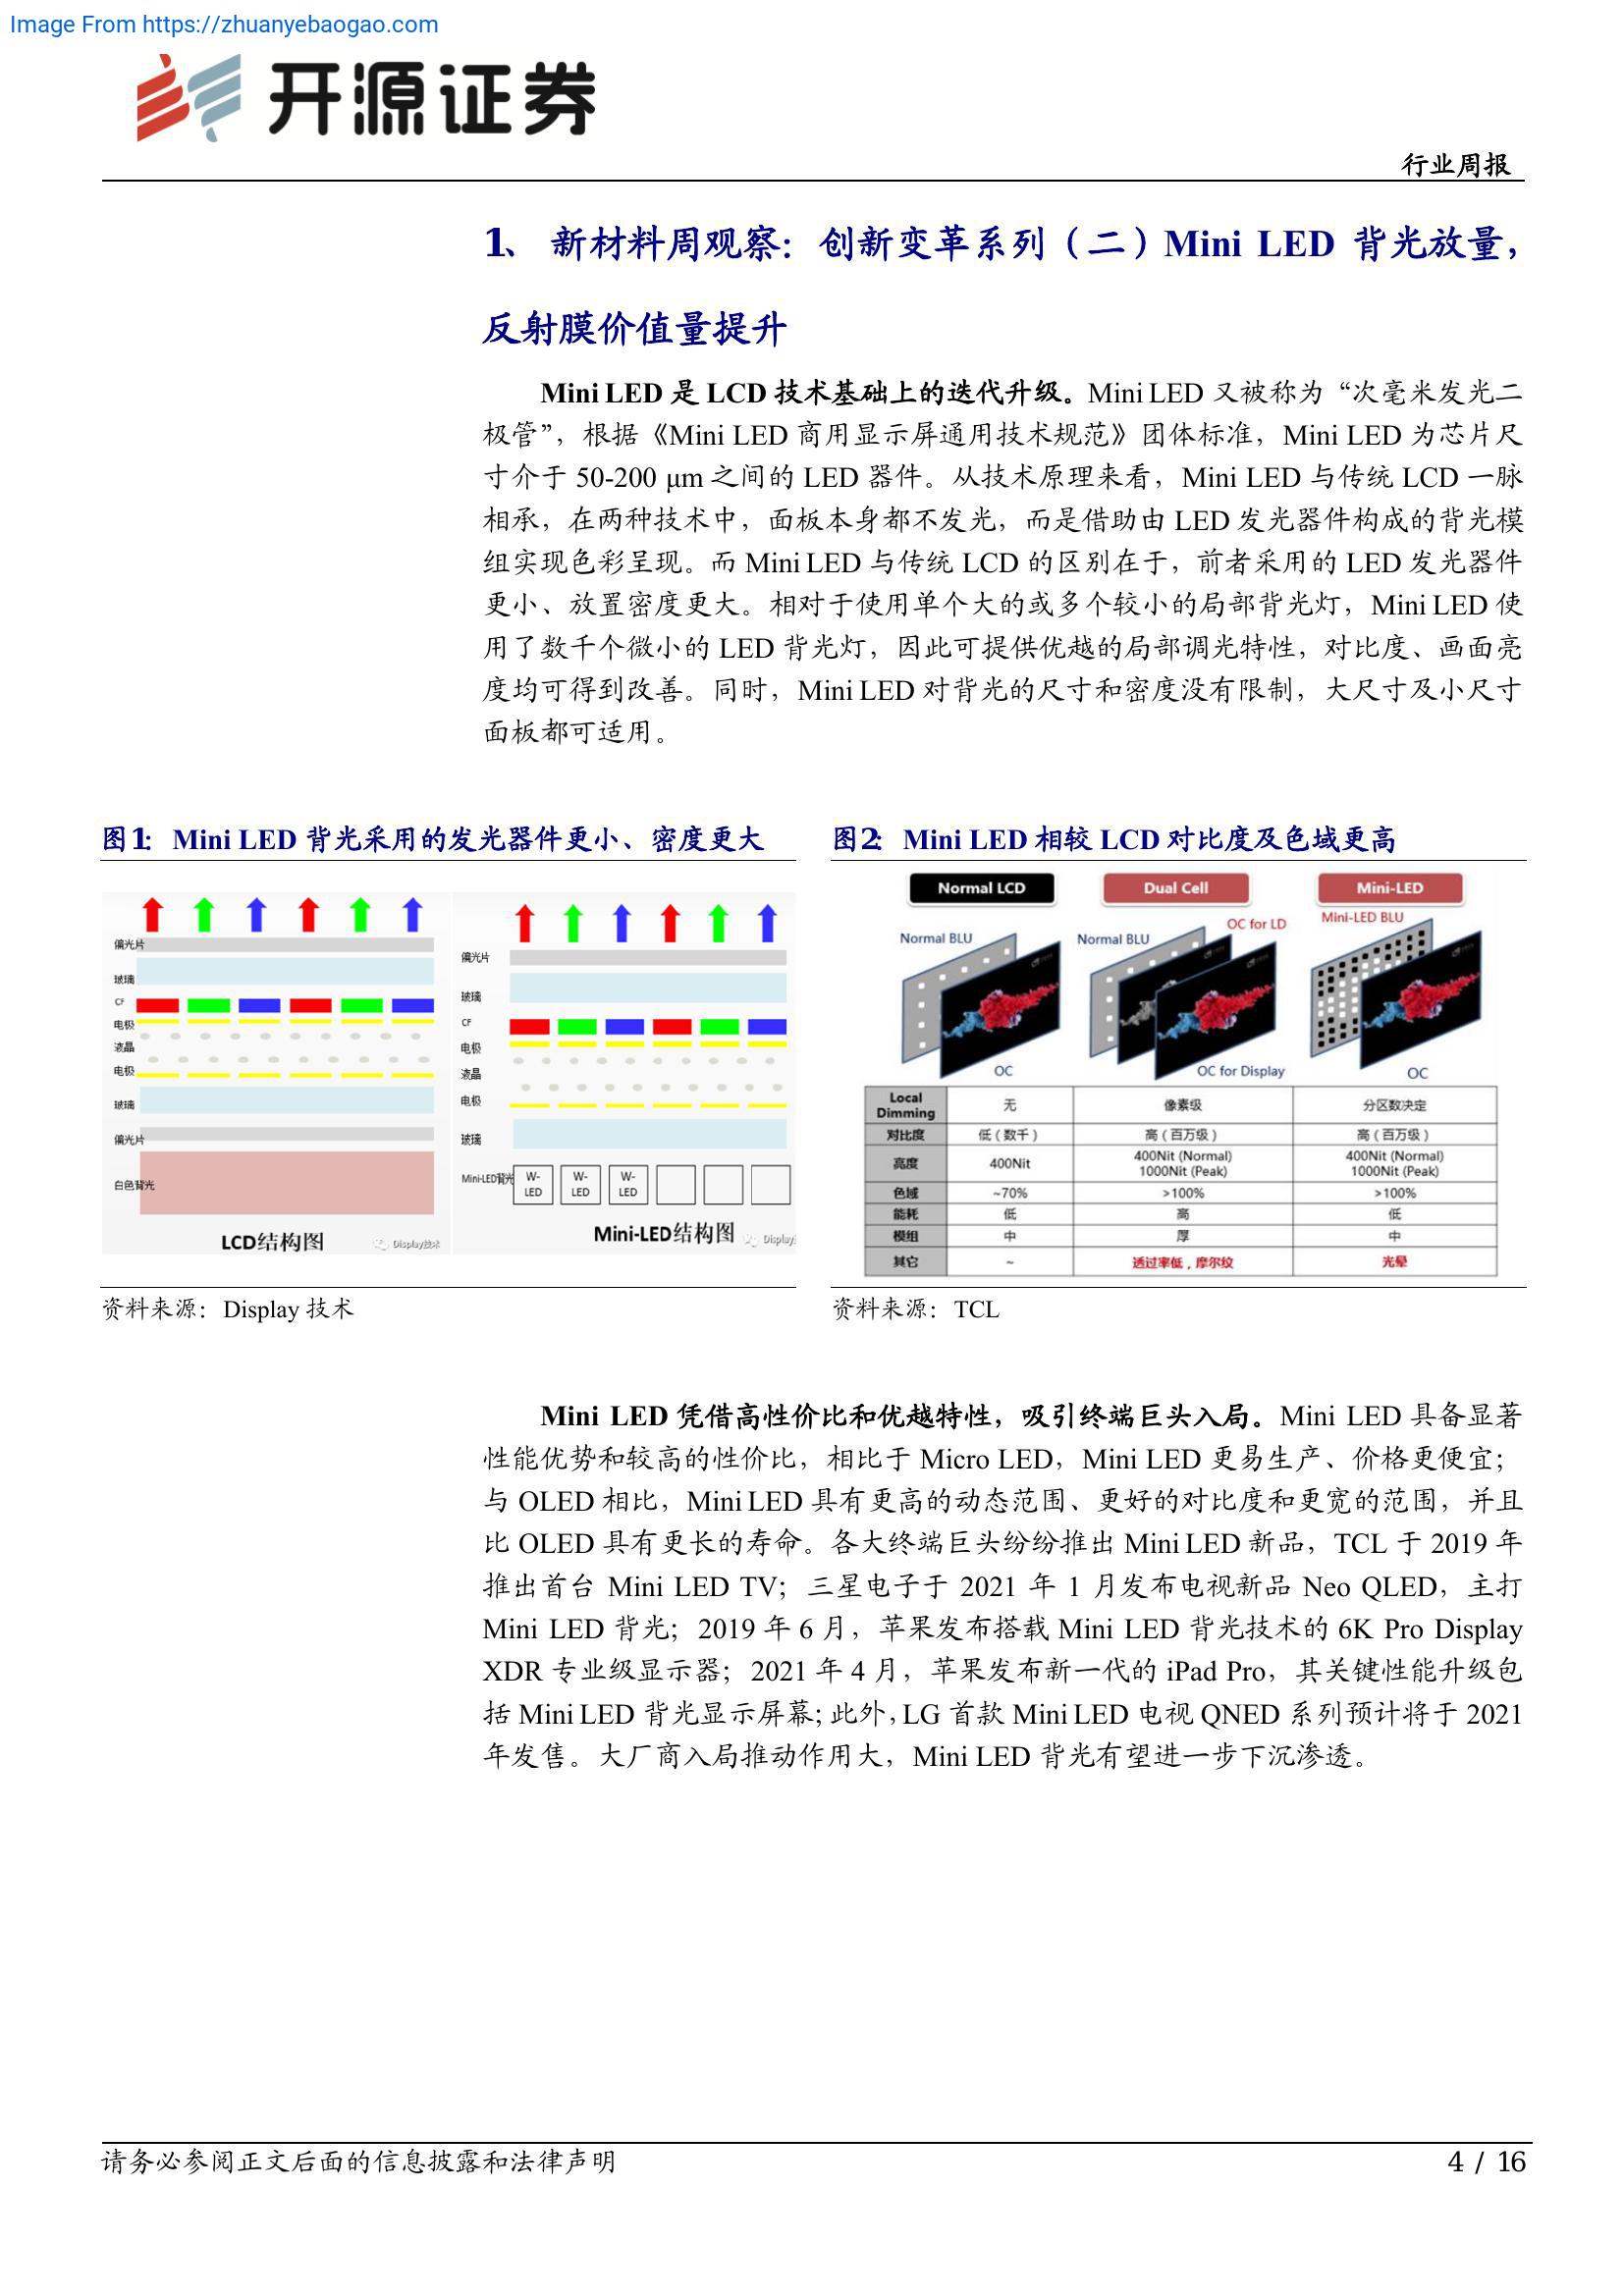 Image From https://zhuanyebaogao.com
开源证券
行业周报
1、 新材料周观察：创新变革系列（二）Mini LED 背光放量，
反射膜价值量提升
Mini LED 是 LCD 技术基础上的迭代升级。Mini LED 又被称为“次毫米发光二
极管”，根据《Mini LED 商用显示屏通用技术规范》团体标准，Mini LED 为芯片尺
寸介于 50-200 μm 之间的 LED 器件。从技术原理来看，Mini LED 与传统 LCD 一脉
相承，在两种技术中，面板本身都不发光，而是借助由 LED 发光器件构成的背光模
组实现色彩呈现。而 Mini LED 与传统 LCD 的区别在于，前者采用的 LED 发光器件
更小、放置密度更大。相对于使用单个大的或多个较小的局部背光灯，Mini LED 使
用了数千个微小的 LED 背光灯，因此可提供优越的局部调光特性，对比度、画面亮
度均可得到改善。同时，Mini LED 对背光的尺寸和密度没有限制，大尺寸及小尺寸
面板都可适用。
图1： Mini LED 背光采用的发光器件更小、密度更大
偏光片
玻璃
CF
电极
液晶
电极
玻璃
偏光片
白色背光
LCD结构图
Display技术
偏光片
玻璃
CF
电极
液晶
电极
玻璃
Mini-LED背光 W-LED W-LED W-LED
Mini-LED结构图
Display
资料来源：Display 技术
图2： Mini LED 相较 LCD 对比度及色域更高
Normal LCD Dual Cell Mini-LED
Normal BLU Normal BLU OC for LD Mini-LED BLU
OC OC for Display OC
Local Dimming 无 像素级 分区数决定
对比度 低（数千） 高（百万级） 高（百万级）
亮度 400Nit 400Nit (Normal) 1000Nit (Peak) 400Nit (Normal) 1000Nit (Peak)
色域 ~70% >100% >100%
能耗 低 高 低
模组 中 厚 中
其它 ~ 透过率低，摩尔纹 光晕
资料来源：TCL
Mini LED 凭借高性价比和优越特性，吸引终端巨头入局。Mini LED 具备显著
性能优势和较高的性价比，相比于 Micro LED，Mini LED 更易生产、价格更便宜；
与 OLED 相比，Mini LED 具有更高的动态范围、更好的对比度和更宽的范围，并且
比 OLED 具有更长的寿命。各大终端巨头纷纷推出 Mini LED 新品，TCL 于 2019 年
推出首台 Mini LED TV；三星电子于 2021 年 1 月发布电视新品 Neo QLED，主打
Mini LED 背光；2019 年 6 月，苹果发布搭载 Mini LED 背光技术的 6K Pro Display
XDR 专业级显示器；2021 年 4 月，苹果发布新一代的 iPad Pro，其关键性能升级包
括 Mini LED 背光显示屏幕；此外，LG 首款 Mini LED 电视 QNED 系列预计将于 2021
年发售。大厂商入局推动作用大，Mini LED 背光有望进一步下沉渗透。
请务必参阅正文后面的信息披露和法律声明
4 / 16